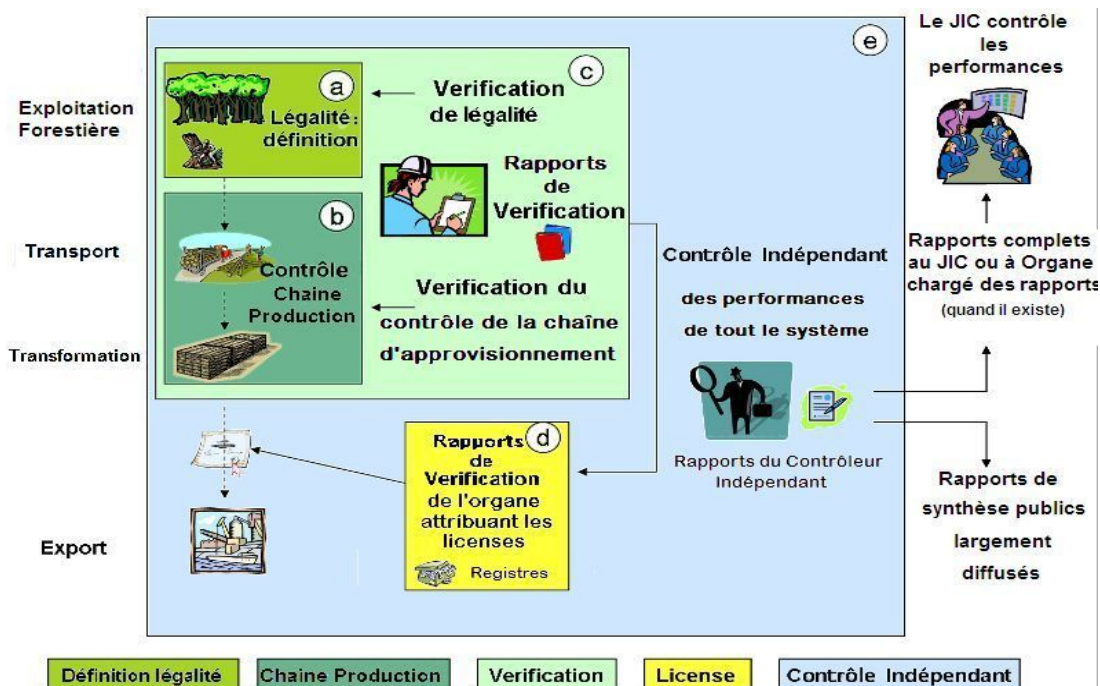 Exploitation
Forestière
Transport
Transformation
Export
a
Légalité :
définition
b
Contrôle
Chaine
Production
c
Verification
de légalité
Rapports
de
Verification
Verification du
contrôle de la chaîne
d'approvisionnement
d
Rapports
de
Verification
de l'organe
attribuant les
licenses
Registres
e
Contrôle Indépendant
des performances
de tout le système
Rapports du Contrôleur
Indépendant
Le JIC contrôle
les
performances
Rapports complets
au JIC ou à Organe
chargé des rapports
(quand il existe)
Rapports de
synthèse publics
largement
diffusés
Définition légalité
Chaine Production
Verification
License
Contrôle Indépendant